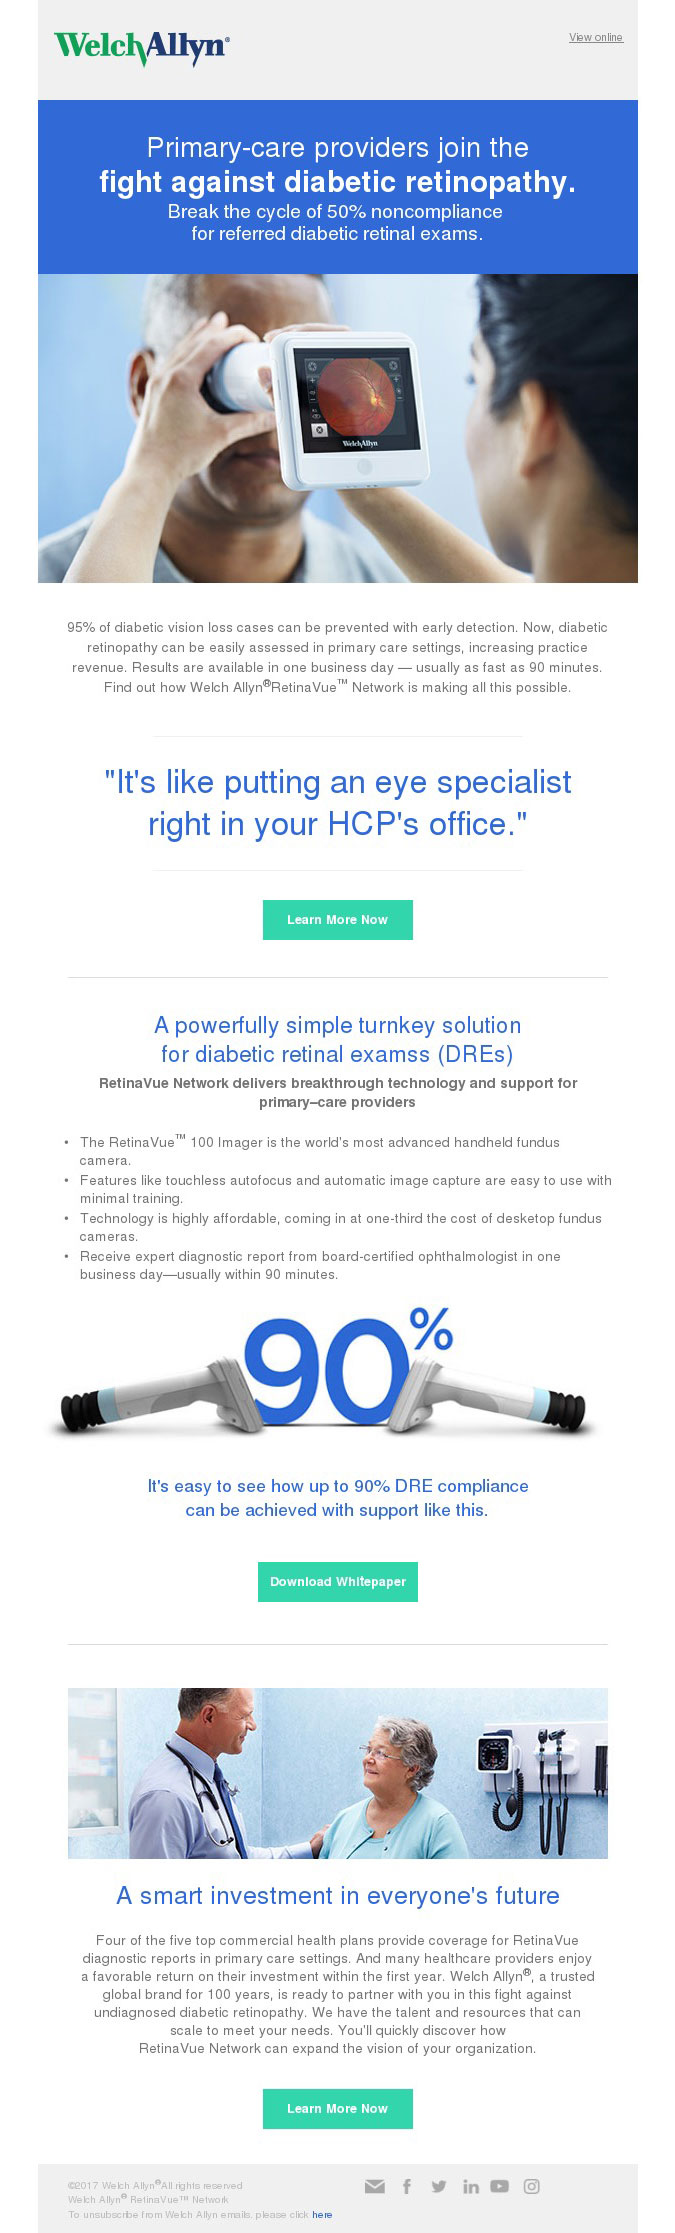 WelchAllyn®
View online
Primary-care providers join the
fight against diabetic retinopathy.
Break the cycle of 50% noncompliance
for referred diabetic retinal exams.
WelchAllyn
95% of diabetic vision loss cases can be prevented with early detection. Now, diabetic
retinopathy can be easily assessed in primary care settings, increasing practice
revenue. Results are available in one business day — usually as fast as 90 minutes.
Find out how Welch Allyn®RetinaVue™ Network is making all this possible.
"It's like putting an eye specialist
right in your HCP's office."
Learn More Now
A powerfully simple turnkey solution
for diabetic retinal examss (DREs)
RetinaVue Network delivers breakthrough technology and support for
primary–care providers
• The RetinaVue™ 100 Imager is the world's most advanced handheld fundus
camera.
• Features like touchless autofocus and automatic image capture are easy to use with
minimal training.
• Technology is highly affordable, coming in at one-third the cost of desketop fundus
cameras.
• Receive expert diagnostic report from board-certified ophthalmologist in one
business day—usually within 90 minutes.
90%
It's easy to see how up to 90% DRE compliance
can be achieved with support like this.
Download Whitepaper
A smart investment in everyone's future
Four of the five top commercial health plans provide coverage for RetinaVue
diagnostic reports in primary care settings. And many healthcare providers enjoy
a favorable return on their investment within the first year. Welch Allyn®, a trusted
global brand for 100 years, is ready to partner with you in this fight against
undiagnosed diabetic retinopathy. We have the talent and resources that can
scale to meet your needs. You'll quickly discover how
RetinaVue Network can expand the vision of your organization.
Learn More Now
©2017 Welch Allyn®All rights reserved
Welch Allyn® RetinaVue™ Network
To unsubscribe from Welch Allyn emails, please click here